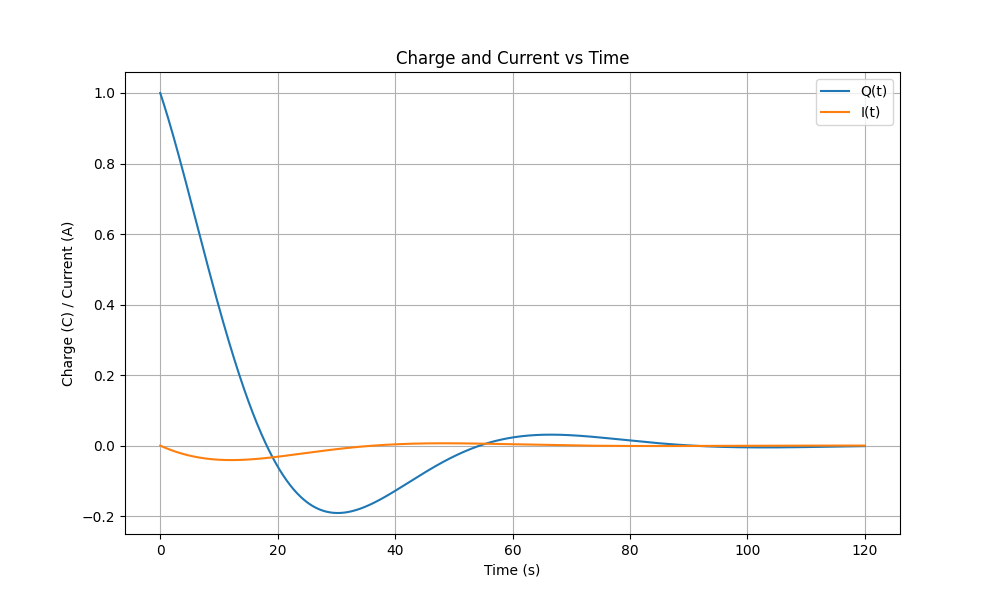 Charge and Current vs Time
Q(t)
I(t)
Charge (C) / Current (A)
1.0
0.8
0.6
0.4
0.2
0.0
−0.2
0 20 40 60 80 100 120
Time (s)